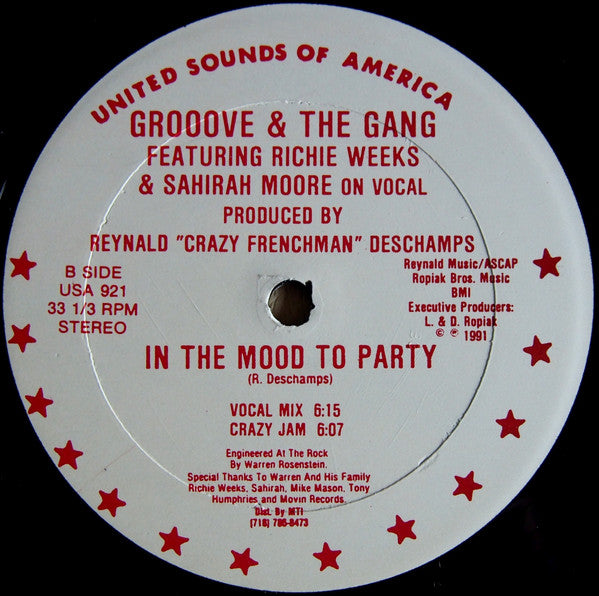 UNITED SOUNDS OF AMERICA
GROOOVE & THE GANG
FEATURING RICHIE WEEKS
& SAHIRAH MOORE ON VOCAL
PRODUCED BY
REYNALD "CRAZY FRENCHMAN" DESCHAMPS
B SIDE
USA 921
33 1/3 RPM
STEREO
Reynald Music/ASCAP
Ropiak Bros. Music
BMI
Executive Producers:
L. & D. Ropiak
© ℗ 1991
IN THE MOOD TO PARTY
(R. Deschamps)
VOCAL MIX 6:15
CRAZY JAM 6:07
Engineered At The Rock
By Warren Rosenstein.
Special Thanks To Warren And His Family
Richie Weeks, Sahirah, Mike Mason, Tony
Humphries and Movin Records.
Dist. By MTI
(718) 786-8473